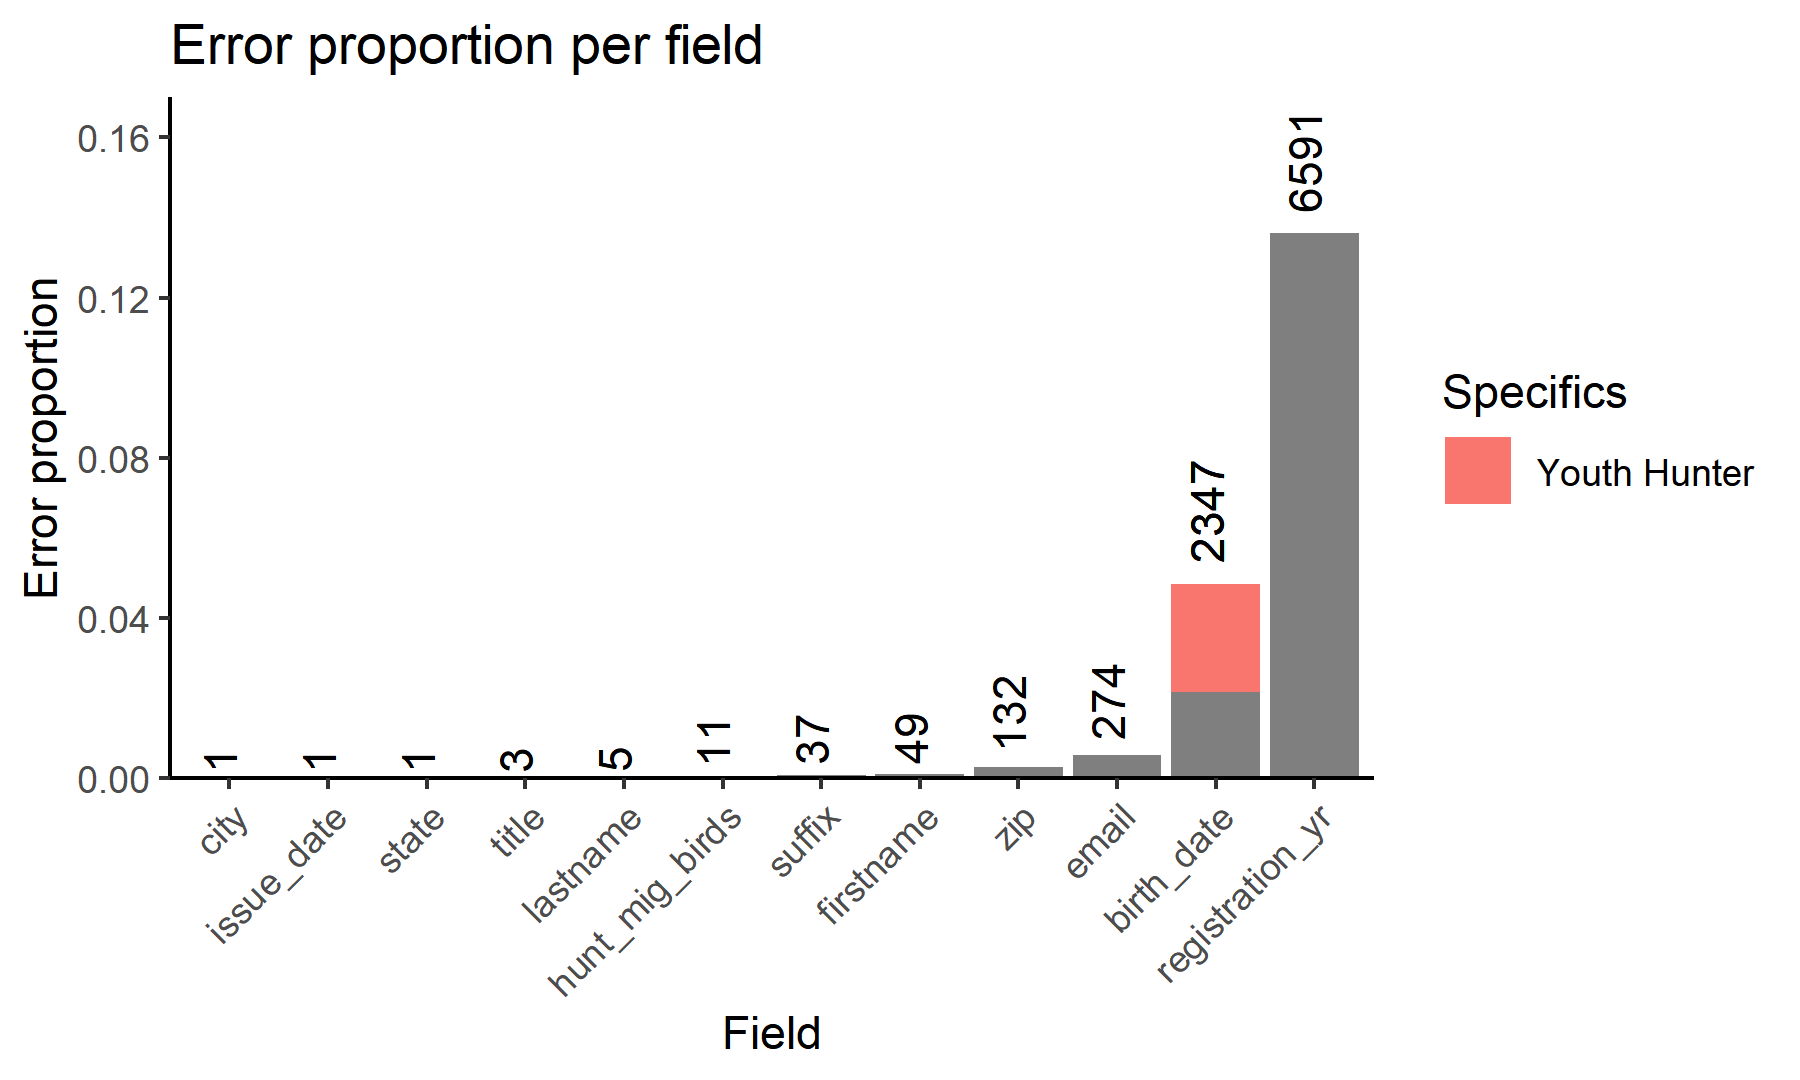 Error proportion per field
Error proportion
0.16
0.12
0.08
0.04
0.00
1
1
1
3
5
11
37
49
132
274
2347
6591
city
issue_date
state
title
lastname
hunt_mig_birds
suffix
firstname
zip
email
birth_date
registration_yr
Field
Specifics
Youth Hunter